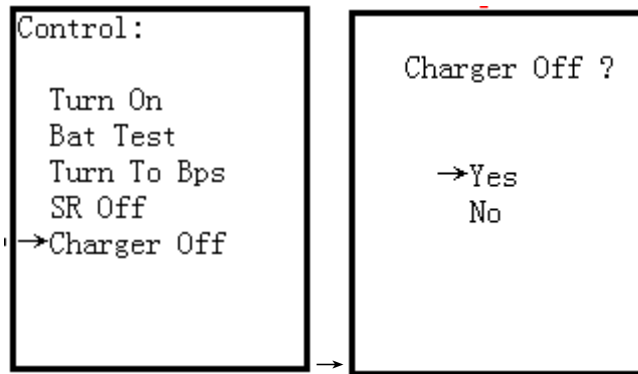 Control:
Turn On
Bat Test
Turn To Bps
SR Off
→Charger Off
→
Charger Off ?
→Yes
No